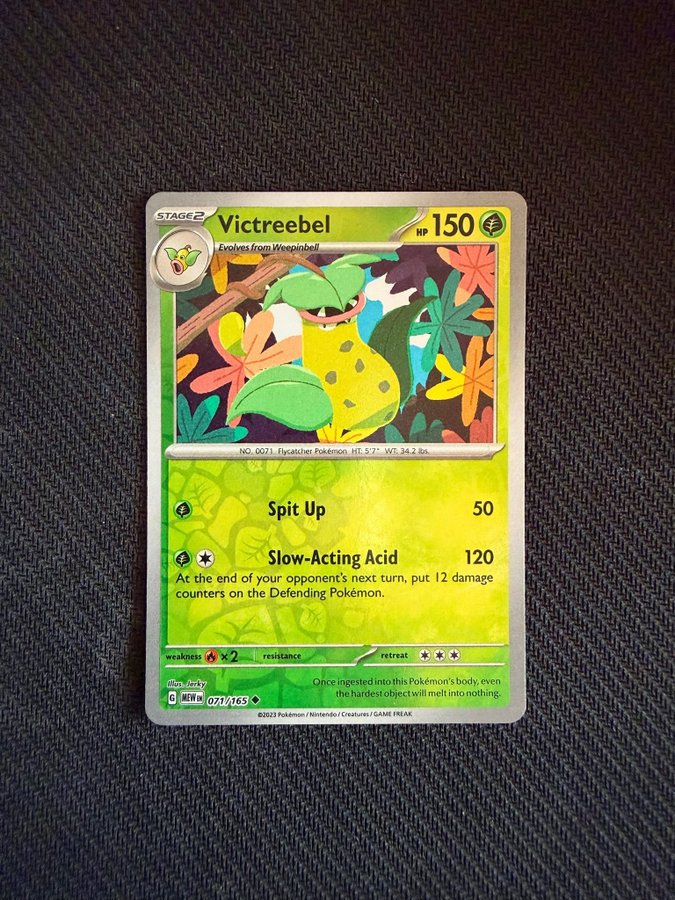 STAGE2 Victreebel HP 150
Evolves from Weepinbell
NO. 0071 Flycatcher Pokémon HT: 5'7" WT: 34.2 lbs.
Spit Up 50
Slow-Acting Acid 120
At the end of your opponent's next turn, put 12 damage
counters on the Defending Pokémon.
weakness ×2 resistance retreat
Illus. Jerky
Once ingested into this Pokémon's body, even
the hardest object will melt into nothing.
G MEW EN 071/165
©2023 Pokémon / Nintendo / Creatures / GAME FREAK